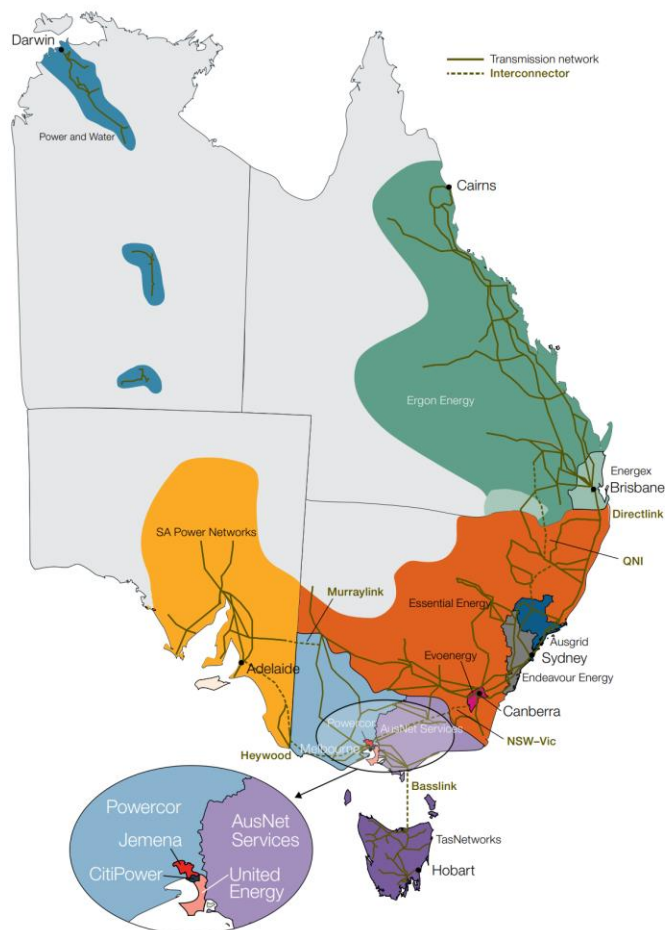 Darwin
Transmission network
Interconnector
Power and Water
Cairns
Ergon Energy
Energex
Brisbane
Directlink
SA Power Networks
QNI
Murraylink
Essential Energy
Ausgrid
Evoenergy
Sydney
Adelaide
Endeavour Energy
Canberra
Powercor
AusNet Services
NSW–Vic
Heywood
Melbourne
Basslink
Powercor
AusNet
Services
Jemena
CitiPower
United
Energy
TasNetworks
Hobart